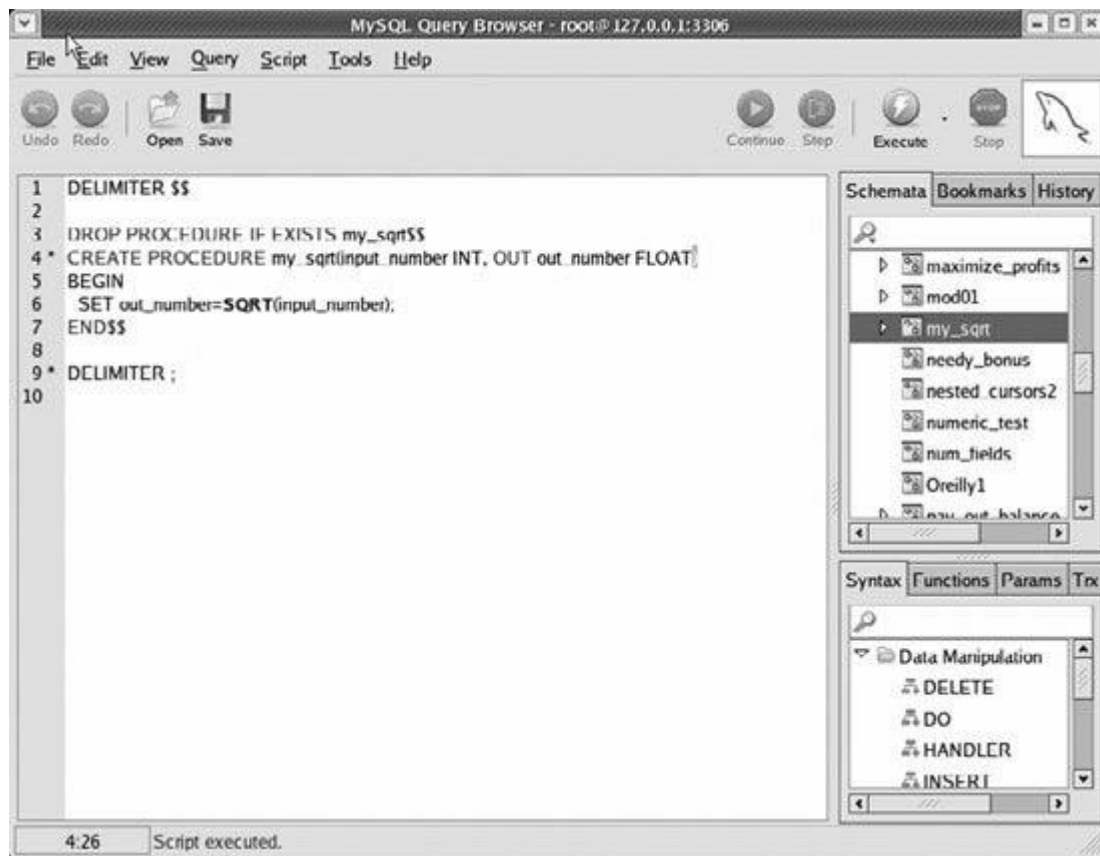 MySQL Query Browser - root@127.0.0.1:3306
File Edit View Query Script Tools Help
Undo Redo Open Save Continue Step Execute Stop
1 DELIMITER $$
2
3 DROP PROCEDURE IF EXISTS my_sqrt$$
4 * CREATE PROCEDURE my_sqrt(input_number INT, OUT out_number FLOAT)
5 BEGIN
6 SET out_number=SQRT(input_number);
7 END$$
8
9 * DELIMITER ;
10
Schemata Bookmarks History
maximize_profits
mod01
my_sqrt
needy_bonus
nested_cursors2
numeric_test
num_fields
Oreilly1
pay_out_balance
Syntax Functions Params Trx
Data Manipulation
DELETE
DO
HANDLER
INSERT
4:26 Script executed.